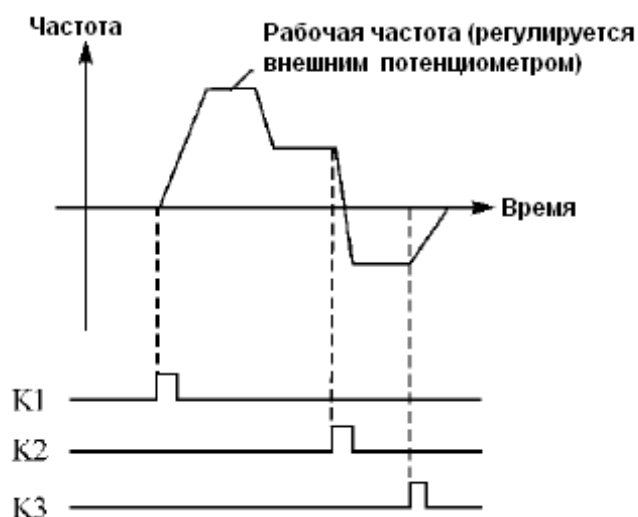 Частота
Рабочая частота (регулируется
внешним потенциометром)
Время
K1
K2
K3